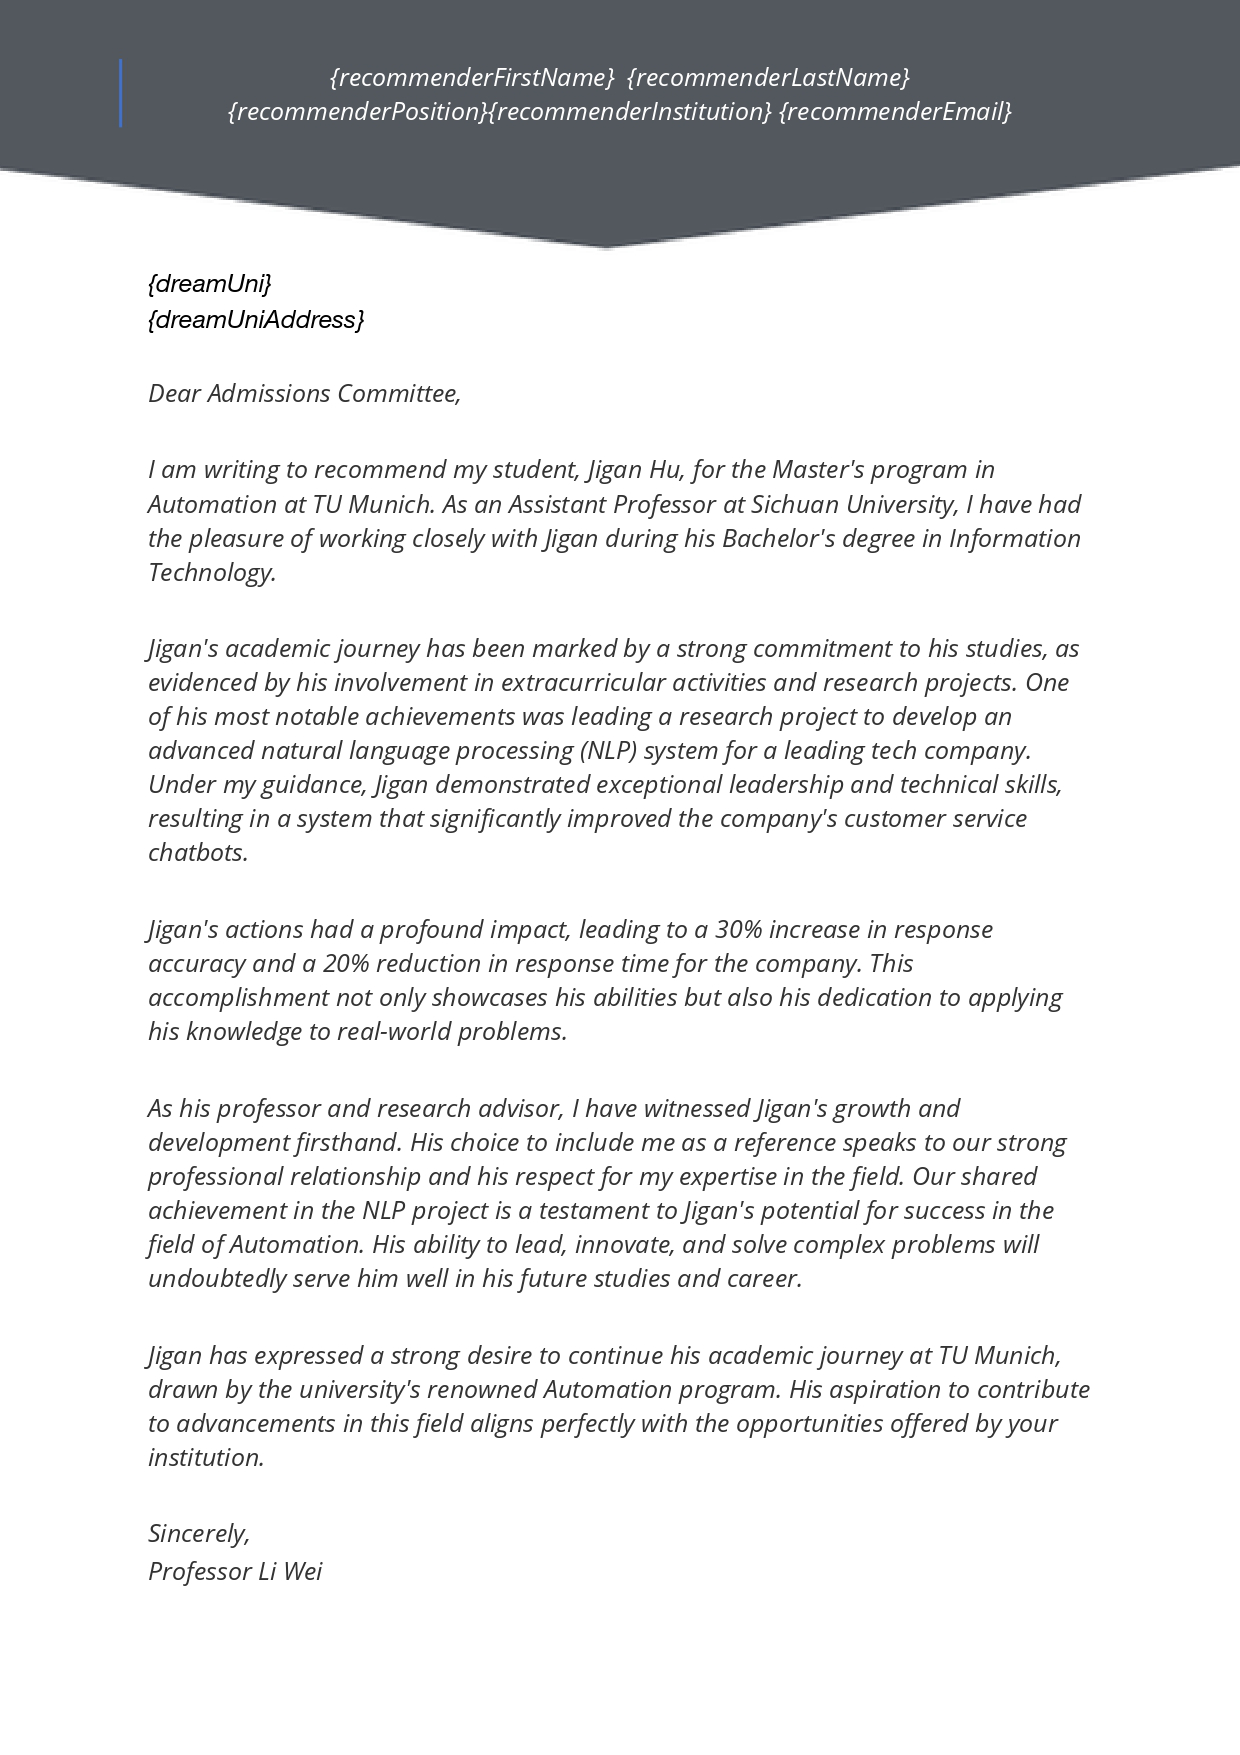 {recommenderFirstName} {recommenderLastName}
{recommenderPosition}{recommenderInstitution} {recommenderEmail}
{dreamUni}
{dreamUniAddress}
Dear Admissions Committee,
I am writing to recommend my student, Jigan Hu, for the Master's program in
Automation at TU Munich. As an Assistant Professor at Sichuan University, I have had
the pleasure of working closely with Jigan during his Bachelor's degree in Information
Technology.
Jigan's academic journey has been marked by a strong commitment to his studies, as
evidenced by his involvement in extracurricular activities and research projects. One
of his most notable achievements was leading a research project to develop an
advanced natural language processing (NLP) system for a leading tech company.
Under my guidance, Jigan demonstrated exceptional leadership and technical skills,
resulting in a system that significantly improved the company's customer service
chatbots.
Jigan's actions had a profound impact, leading to a 30% increase in response
accuracy and a 20% reduction in response time for the company. This
accomplishment not only showcases his abilities but also his dedication to applying
his knowledge to real-world problems.
As his professor and research advisor, I have witnessed Jigan's growth and
development firsthand. His choice to include me as a reference speaks to our strong
professional relationship and his respect for my expertise in the field. Our shared
achievement in the NLP project is a testament to Jigan's potential for success in the
field of Automation. His ability to lead, innovate, and solve complex problems will
undoubtedly serve him well in his future studies and career.
Jigan has expressed a strong desire to continue his academic journey at TU Munich,
drawn by the university's renowned Automation program. His aspiration to contribute
to advancements in this field aligns perfectly with the opportunities offered by your
institution.
Sincerely,
Professor Li Wei